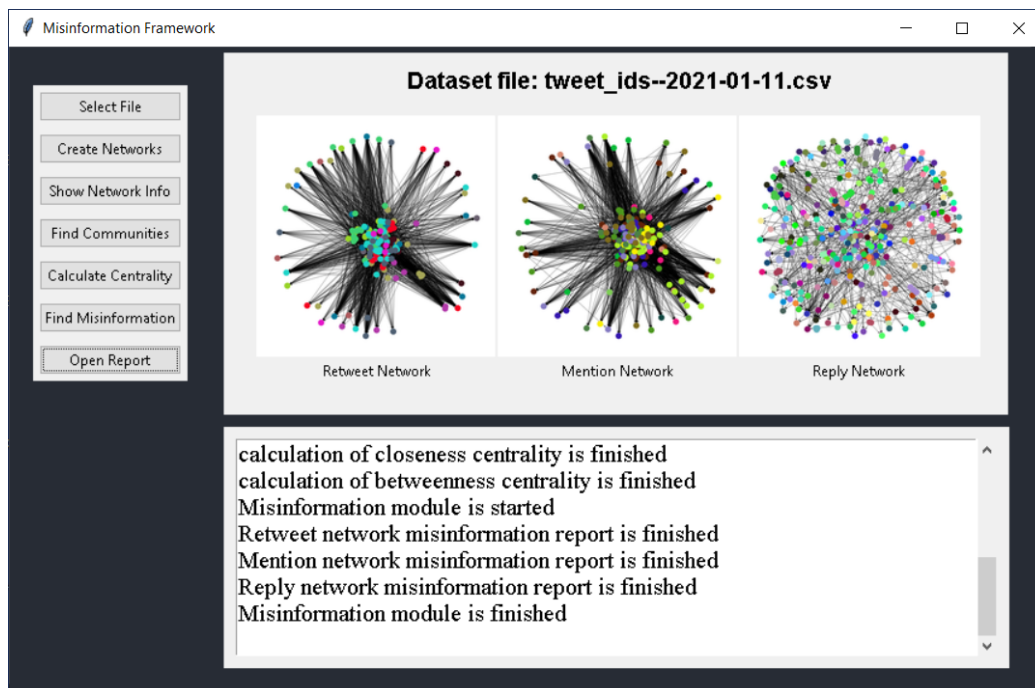 Misinformation Framework
Select File
Create Networks
Show Network Info
Find Communities
Calculate Centrality
Find Misinformation
Open Report
Dataset file: tweet_ids--2021-01-11.csv
Retweet Network
Mention Network
Reply Network
calculation of closeness centrality is finished
calculation of betweenness centrality is finished
Misinformation module is started
Retweet network misinformation report is finished
Mention network misinformation report is finished
Reply network misinformation report is finished
Misinformation module is finished